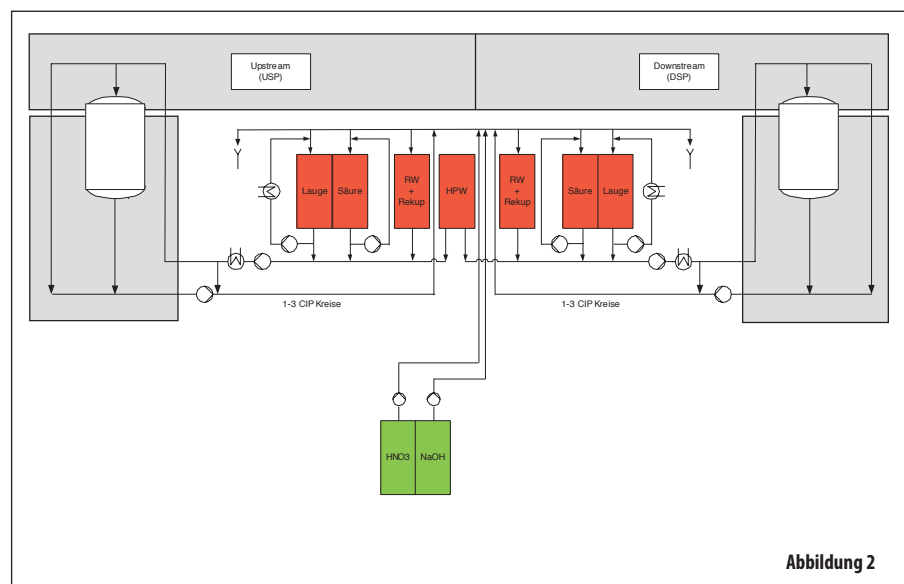 Upstream
(USP)
Downstream
(DSP)
Lauge
Säure
RW
+
Rekup
HPW
RW
+
Rekup
Säure
Lauge
1-3 CIP Kreise
1-3 CIP Kreise
HNO3
NaOH
Abbildung 2